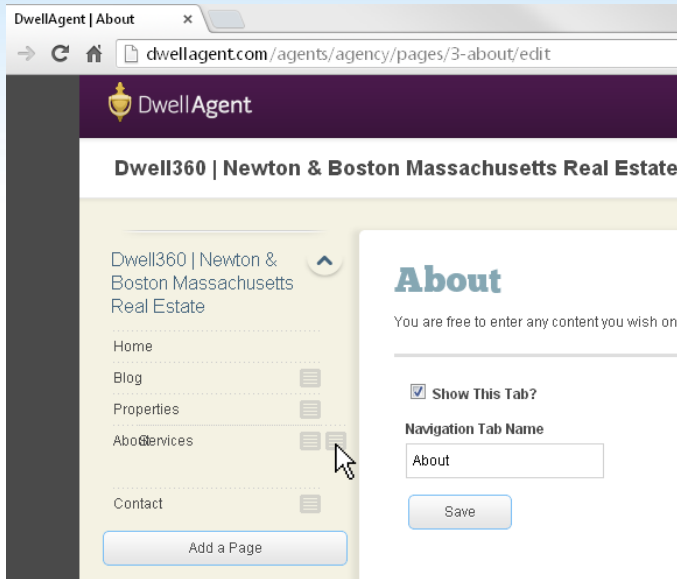 DwellAgent | About
dwellagent.com/agents/agency/pages/3-about/edit
DwellAgent
Dwell360 | Newton & Boston Massachusetts Real Estate
Dwell360 | Newton &
Boston Massachusetts
Real Estate
Home
Blog
Properties
About Services
Contact
Add a Page
About
You are free to enter any content you wish on
Show This Tab?
Navigation Tab Name
About
Save